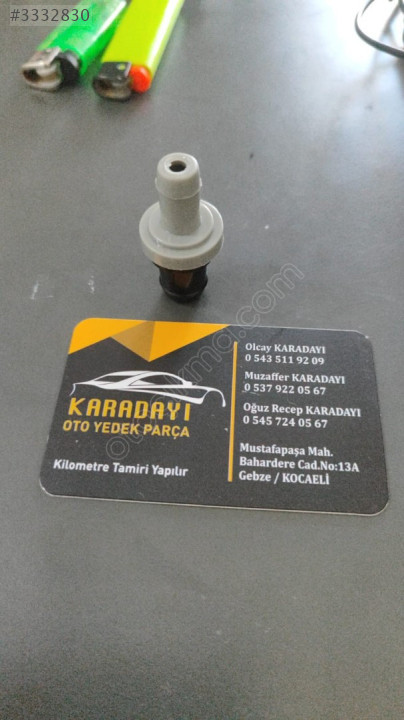 #3332830
KARADAYI
OTO YEDEK PARÇA
Kilometre Tamiri Yapılır
Olcay KARADAYI
0 543 511 92 09
Muzaffer KARADAYI
0 537 922 05 67
Oğuz Recep KARADAYI
0 545 724 05 67
Mustafapaşa Mah.
Bahardere Cad.No:13A
Gebze / KOCAELİ